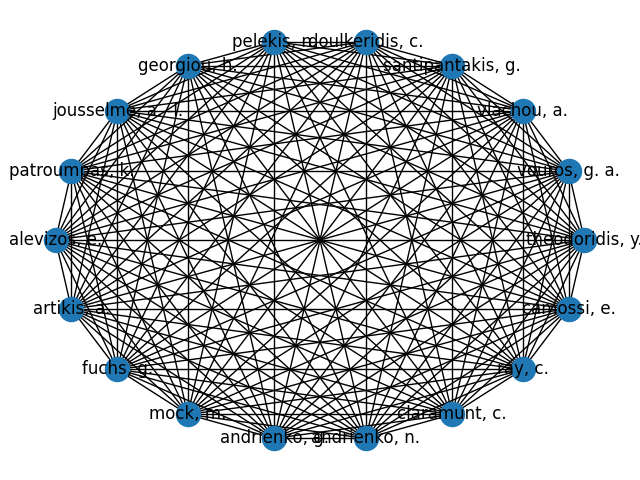 pelekis, n.
doulkeridis, c.
georgiou, h.
santipantakis, g.
jousselme, a. -l.
vlachou, a.
patroumpas, k.
vouros, g. a.
alevizos, e.
theodoridis, y.
artikis, a.
camossi, e.
fuchs, g.
ray, c.
mock, m.
claramunt, c.
andrienko, g.
andrienko, n.